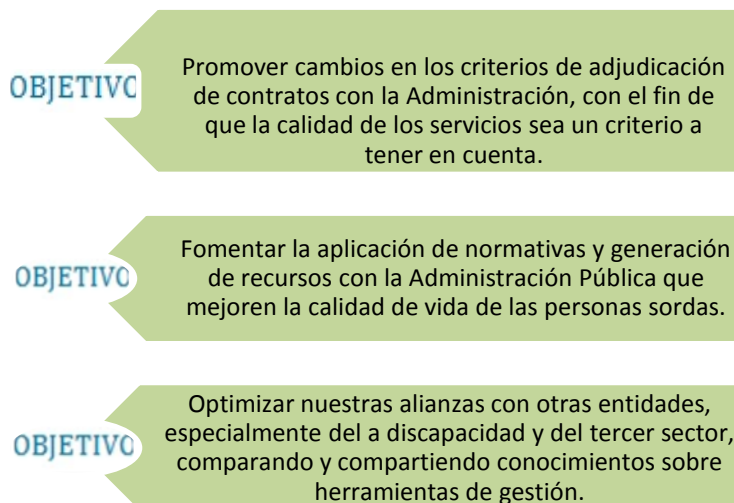 OBJETIVO
Promover cambios en los criterios de adjudicación
de contratos con la Administración, con el fin de
que la calidad de los servicios sea un criterio a
tener en cuenta.
OBJETIVO
Fomentar la aplicación de normativas y generación
de recursos con la Administración Pública que
mejoren la calidad de vida de las personas sordas.
OBJETIVO
Optimizar nuestras alianzas con otras entidades,
especialmente del a discapacidad y del tercer sector,
comparando y compartiendo conocimientos sobre
herramientas de gestión.